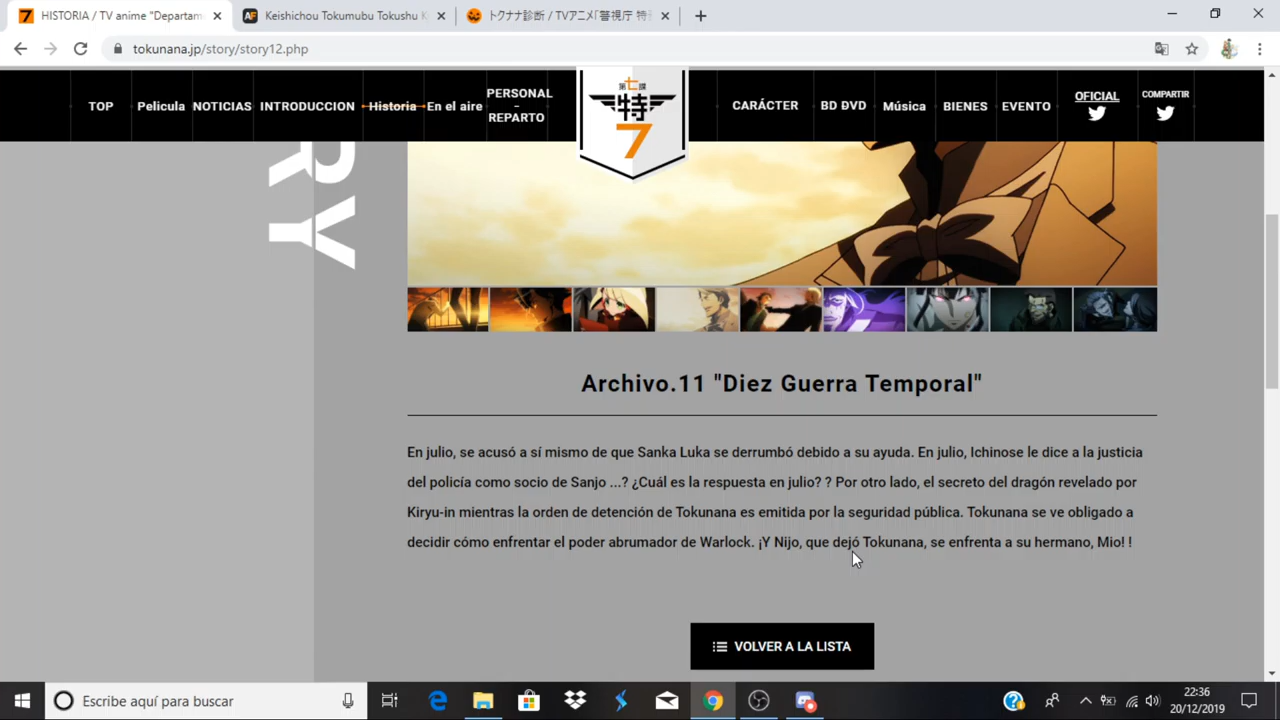 HISTORIA / TV anime "Departam
Keishichou Tokumubu Tokushu K
トクナナ診断 / TVアニメ「警視庁 特
tokunana.jp/story/story12.php
TOP
Pelicula
NOTICIAS
INTRODUCCION
Historia
En el aire
PERSONAL
-
REPARTO
第七課
特
7
CARÁCTER
BD ĐVD
Música
BIENES
EVENTO
OFICIAL
COMPARTIR
RY
Archivo.11 "Diez Guerra Temporal"
En julio, se acusó a sí mismo de que Sanka Luka se derrumbó debido a su ayuda. En julio, Ichinose le dice a la justicia
del policía como socio de Sanjo ...? ¿Cuál es la respuesta en julio? ? Por otro lado, el secreto del dragón revelado por
Kiryu-in mientras la orden de detención de Tokunana es emitida por la seguridad pública. Tokunana se ve obligado a
decidir cómo enfrentar el poder abrumador de Warlock. ¡Y Nijo, que dejó Tokunana, se enfrenta a su hermano, Mio! !
VOLVER A LA LISTA
Escribe aquí para buscar
22:36
20/12/2019